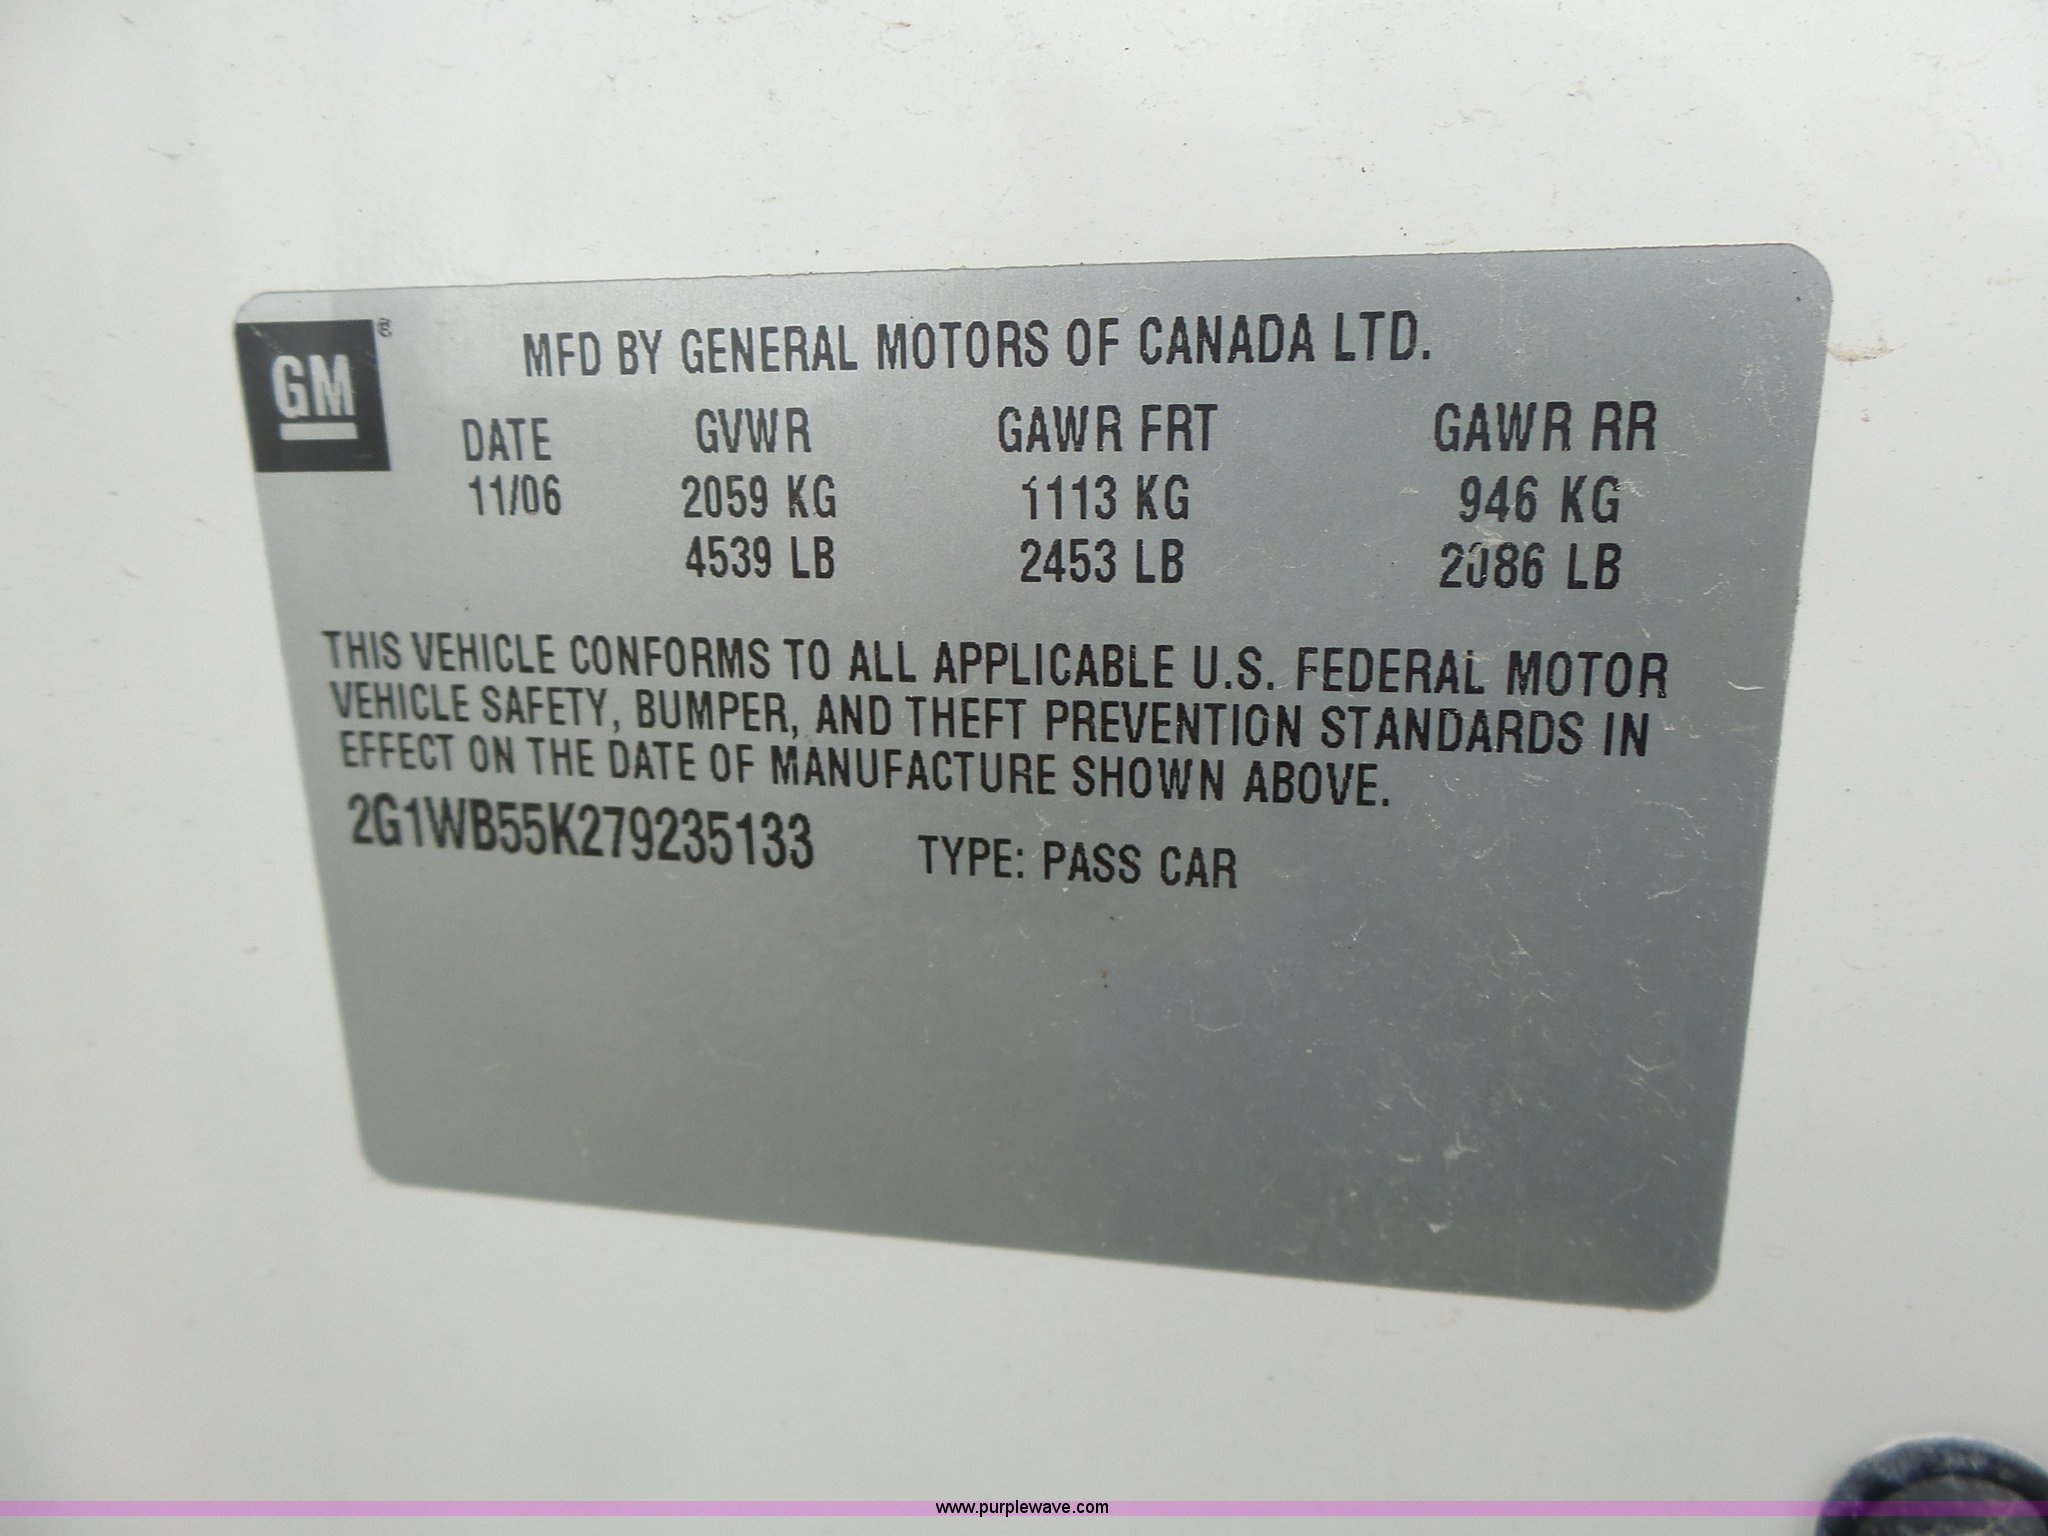 GM ®
MFD BY GENERAL MOTORS OF CANADA LTD.
DATE GVWR GAWR FRT GAWR RR
11/06 2059 KG 1113 KG 946 KG
4539 LB 2453 LB 2086 LB
THIS VEHICLE CONFORMS TO ALL APPLICABLE U.S. FEDERAL MOTOR
VEHICLE SAFETY, BUMPER, AND THEFT PREVENTION STANDARDS IN
EFFECT ON THE DATE OF MANUFACTURE SHOWN ABOVE.
2G1WB55K279235133 TYPE: PASS CAR
www.purplewave.com